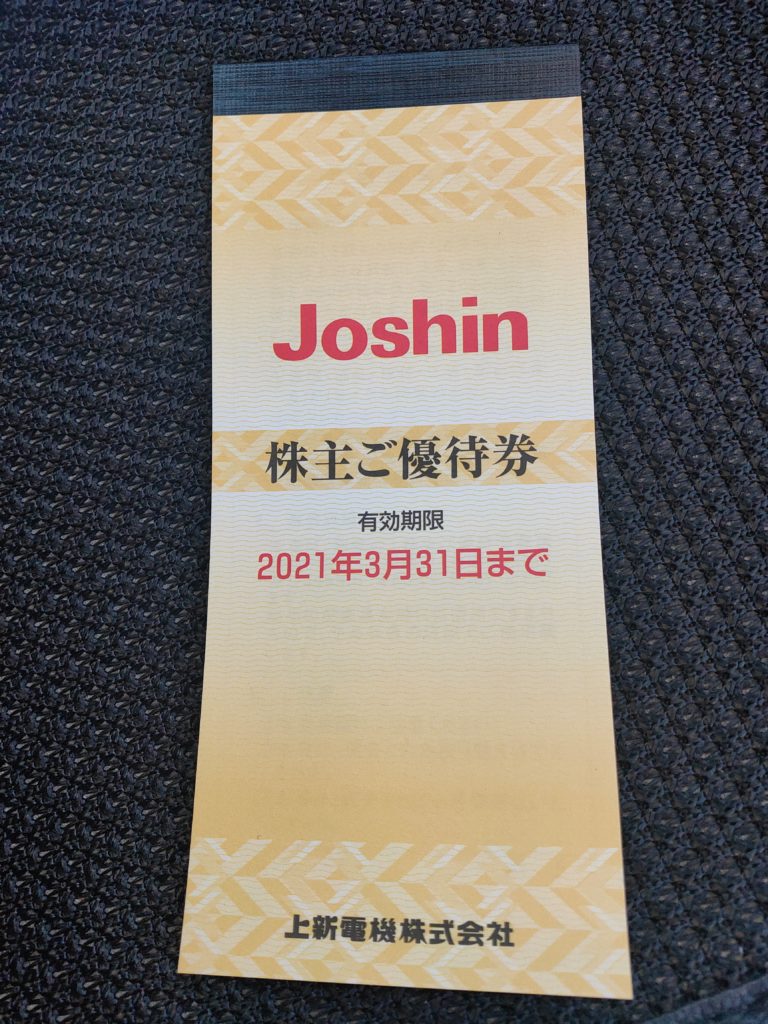 Joshin
株主ご優待券
有効期限
2021年3月31日まで
上新電機株式会社